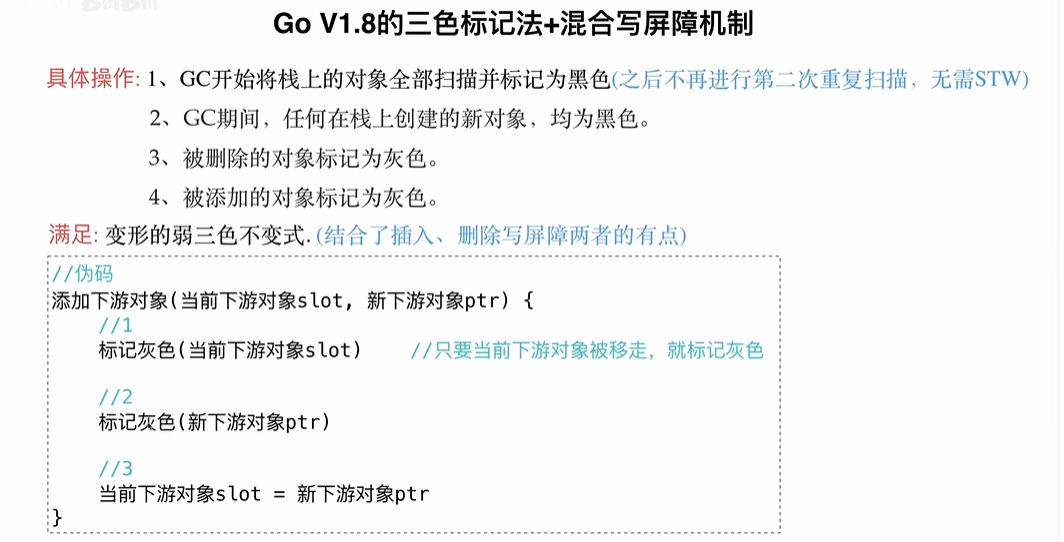 Go V1.8的三色标记法+混合写屏障机制
具体操作: 1、GC开始将栈上的对象全部扫描并标记为黑色(之后不再进行第二次重复扫描，无需STW)
2、GC期间，任何在栈上创建的新对象，均为黑色。
3、被删除的对象标记为灰色。
4、被添加的对象标记为灰色。
满足: 变形的弱三色不变式. (结合了插入、删除写屏障两者的有点)
//伪码
添加下游对象(当前下游对象slot, 新下游对象ptr) {
//1
标记灰色(当前下游对象slot) //只要当前下游对象被移走，就标记灰色
//2
标记灰色(新下游对象ptr)
//3
当前下游对象slot = 新下游对象ptr
}